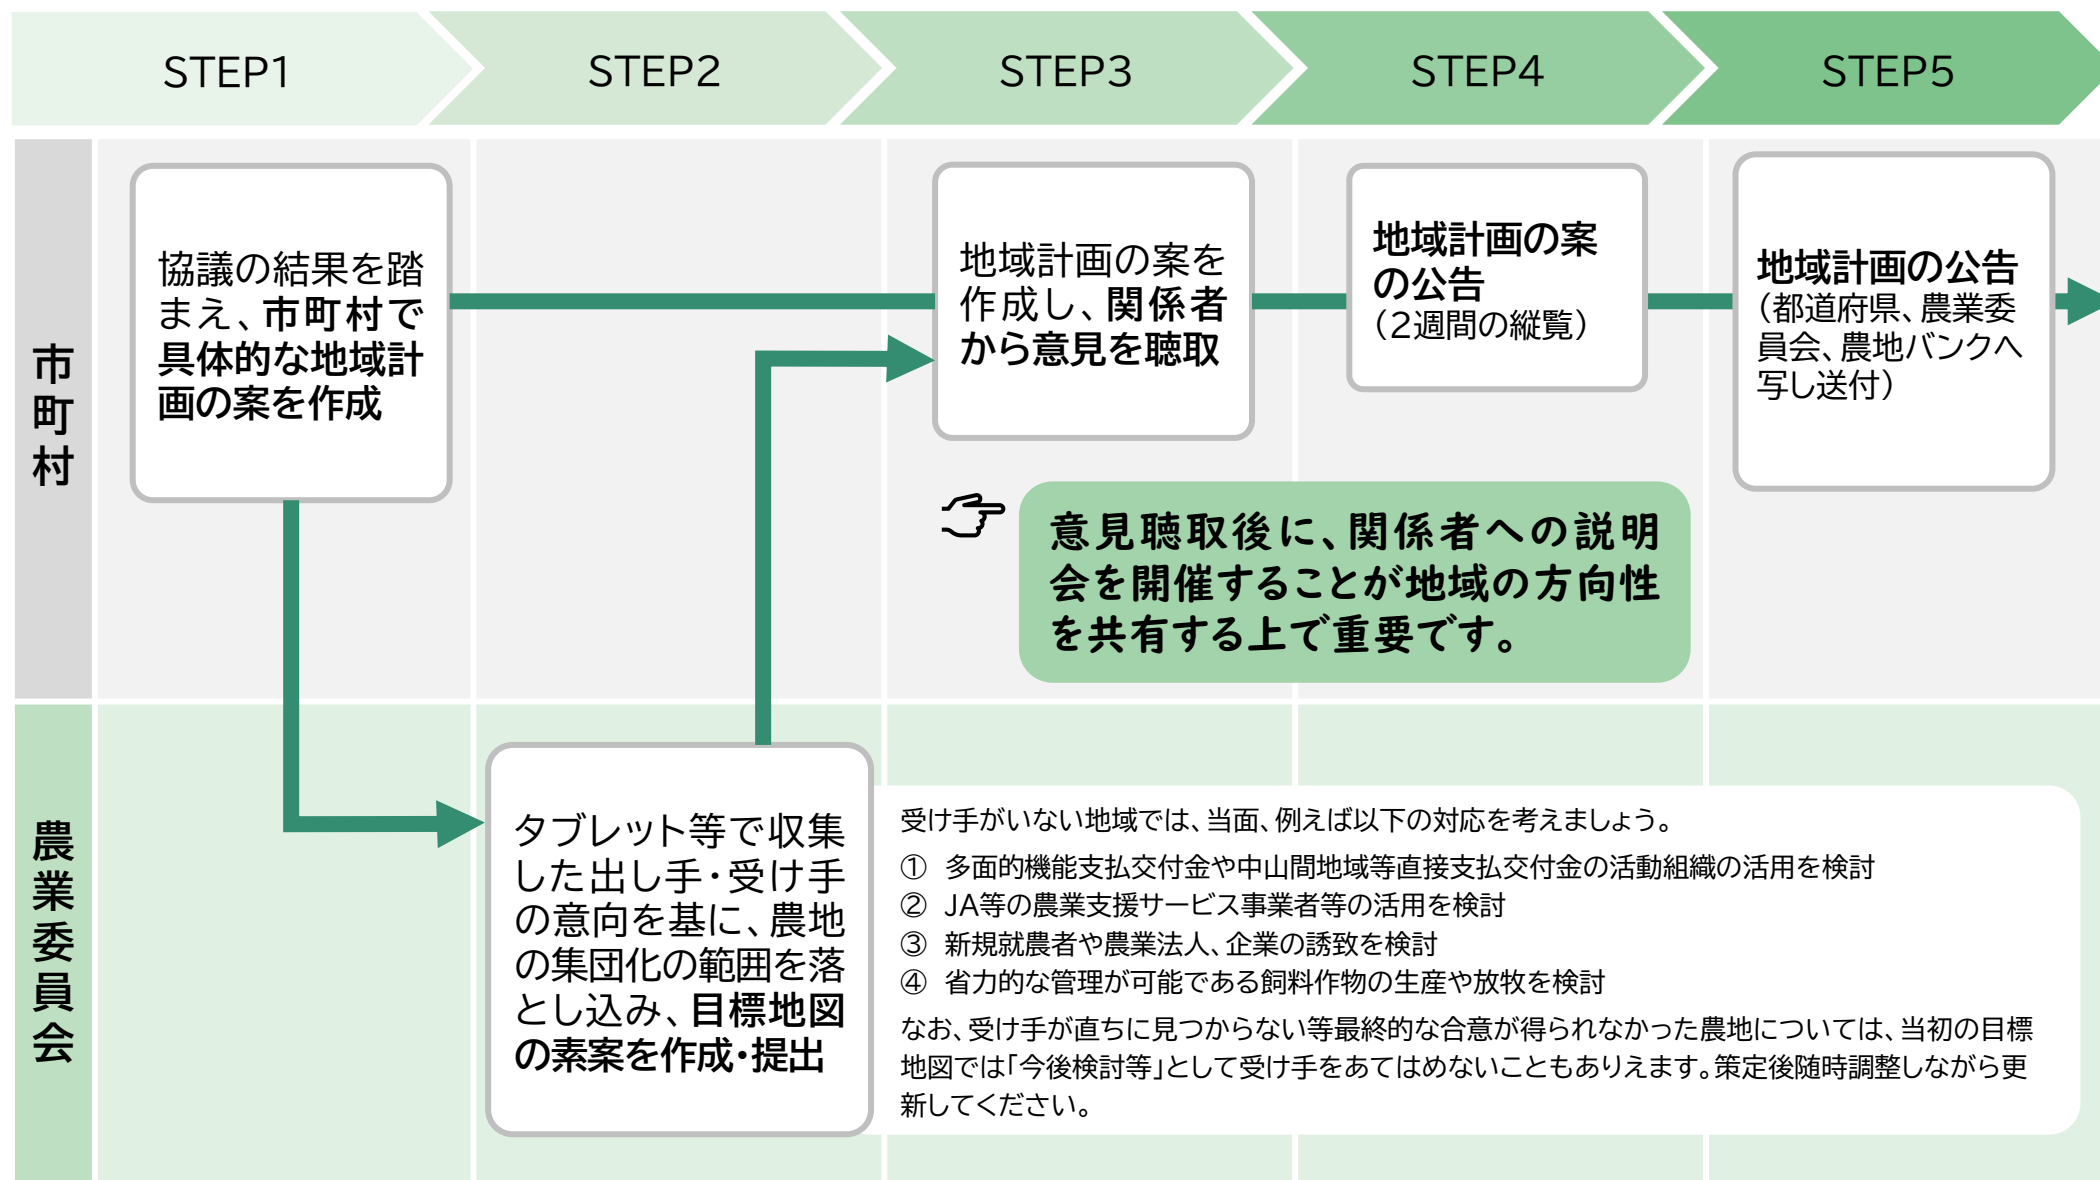 STEP1
STEP2
STEP3
STEP4
STEP5
市町村
協議の結果を踏
まえ、市町村で
具体的な地域計
画の案を作成
地域計画の案を
作成し、関係者
から意見を聴取
地域計画の案
の公告
（2週間の縦覧）
地域計画の公告
（都道府県、農業委
員会、農地バンクへ
写し送付）
意見聴取後に、関係者への説明
会を開催することが地域の方向性
を共有する上で重要です。
農業委員会
タブレット等で収集
した出し手・受け手
の意向を基に、農地
の集団化の範囲を落
とし込み、目標地図
の素案を作成・提出
受け手がいない地域では、当面、例えば以下の対応を考えましょう。
① 多面的機能支払交付金や中山間地域等直接支払交付金の活動組織の活用を検討
② JA等の農業支援サービス事業者等の活用を検討
③ 新規就農者や農業法人、企業の誘致を検討
④ 省力的な管理が可能である飼料作物の生産や放牧を検討
なお、受け手が直ちに見つからない等最終的な合意が得られなかった農地については、当初の目標
地図では「今後検討等」として受け手をあてはめないこともありえます。策定後随時調整しながら更
新してください。